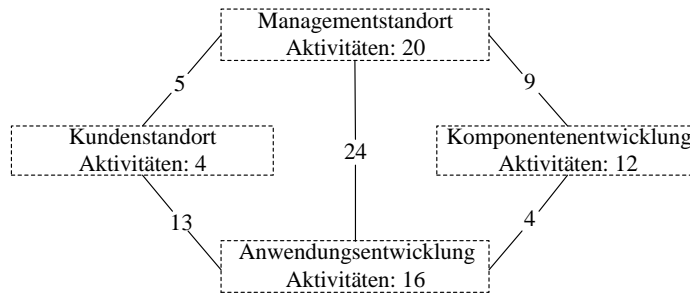 Managementstandort
Aktivitäten: 20
5
9
Kundenstandort
Aktivitäten: 4
24
Komponentenentwicklung
Aktivitäten: 12
13
4
Anwendungsentwicklung
Aktivitäten: 16